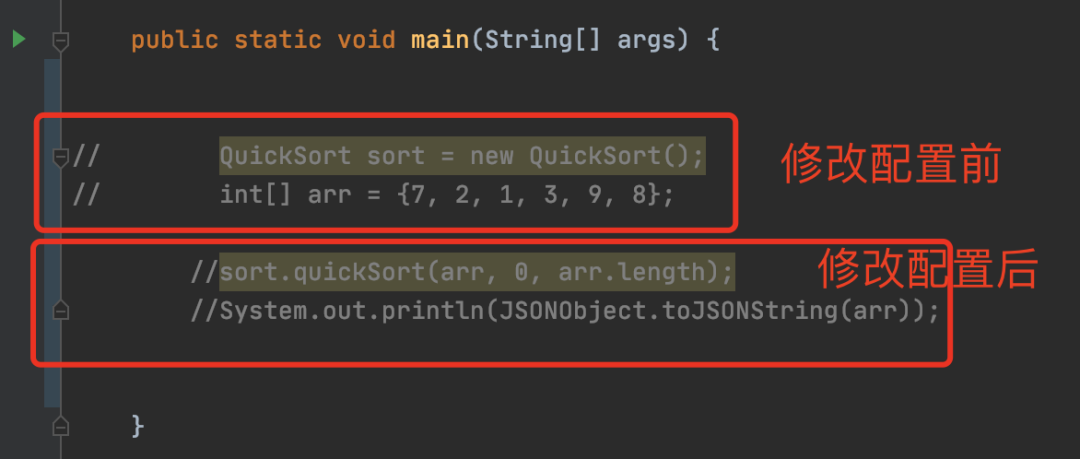 public static void main(String[] args) {
//        QuickSort sort = new QuickSort(); 修改配置前
//        int[] arr = {7, 2, 1, 3, 9, 8};
//sort.quickSort(arr, 0, arr.length); 修改配置后
//System.out.println(JSONObject.toJSONString(arr));
}